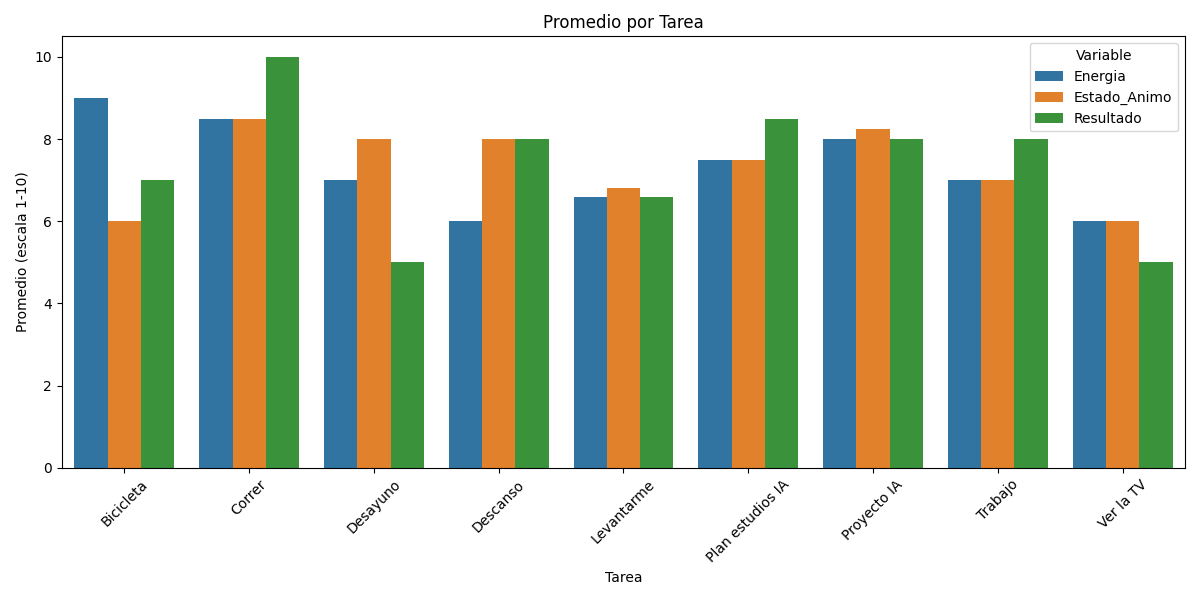 Promedio por Tarea
Variable
Energia
Estado_Animo
Resultado
Promedio (escala 1-10)
10
8
6
4
2
0
Bicicleta
Correr
Desayuno
Descanso
Levantarme
Plan estudios IA
Proyecto IA
Trabajo
Ver la TV
Tarea